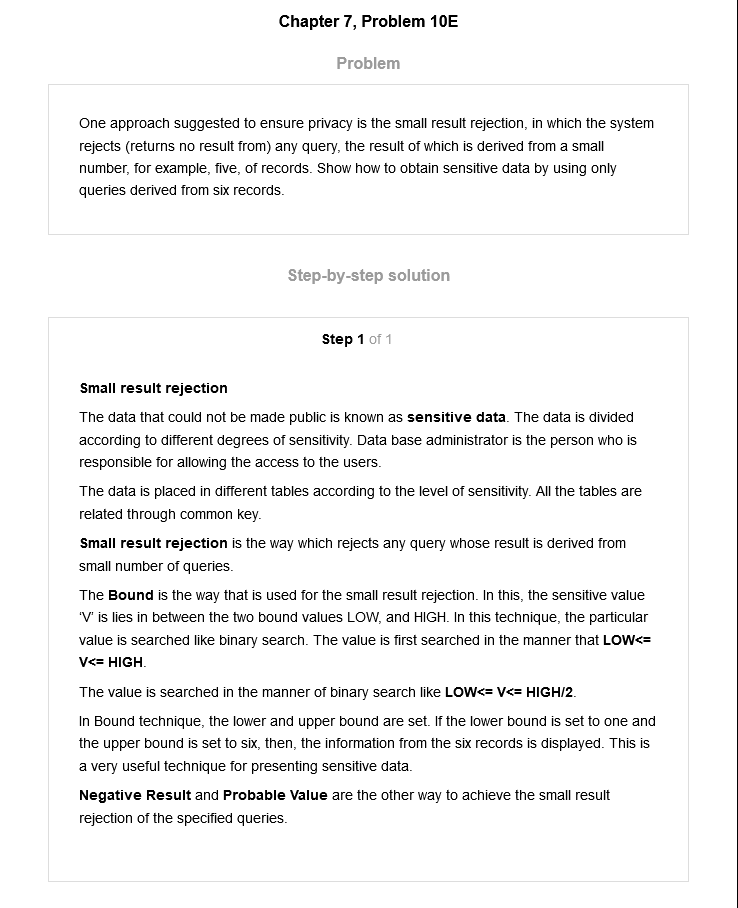 Chapter 7, Problem 10E
Problem
One approach suggested to ensure privacy is the small result rejection, in which the system
rejects (returns no result from) any query, the result of which is derived from a small
number, for example, five, of records. Show how to obtain sensitive data by using only
queries derived from six records.
Step-by-step solution
Step 1 of 1
Small result rejection
The data that could not be made public is known as sensitive data. The data is divided
according to different degrees of sensitivity. Data base administrator is the person who is
responsible for allowing the access to the users.
The data is placed in different tables according to the level of sensitivity. All the tables are
related through common key.
Small result rejection is the way which rejects any query whose result is derived from
small number of queries.
The Bound is the way that is used for the small result rejection. In this, the sensitive value
‘V’ is lies in between the two bound values LOW, and HIGH. In this technique, the particular
value is searched like binary search. The value is first searched in the manner that LOW<=
V<= HIGH.
The value is searched in the manner of binary search like LOW<= V<= HIGH/2.
In Bound technique, the lower and upper bound are set. If the lower bound is set to one and
the upper bound is set to six, then, the information from the six records is displayed. This is
a very useful technique for presenting sensitive data.
Negative Result and Probable Value are the other way to achieve the small result
rejection of the specified queries.